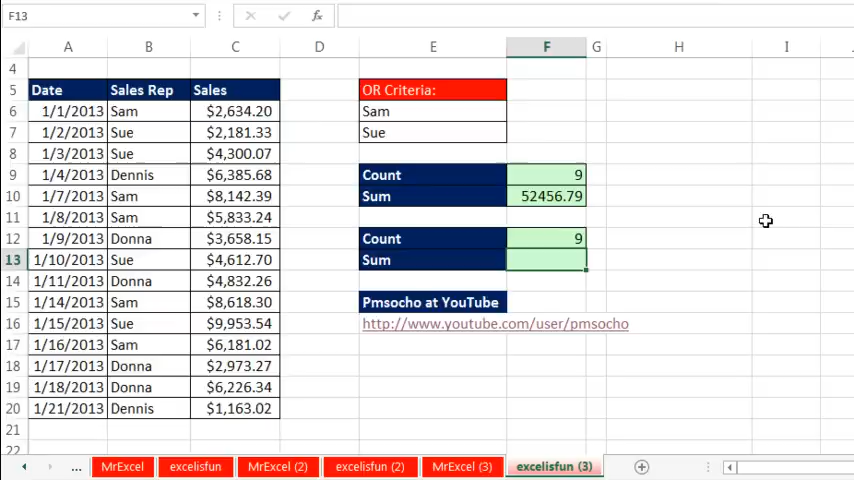 F13
fx
A B C D E F G H I
4
5 Date Sales Rep Sales OR Criteria:
6 1/1/2013 Sam $2,634.20 Sam
7 1/2/2013 Sue $2,181.33 Sue
8 1/3/2013 Sue $4,300.07
9 1/4/2013 Dennis $6,385.68 Count 9
10 1/7/2013 Sam $8,142.39 Sum 52456.79
11 1/8/2013 Sam $5,833.24
12 1/9/2013 Donna $3,658.15 Count 9
13 1/10/2013 Sue $4,612.70 Sum
14 1/11/2013 Donna $4,832.26
15 1/14/2013 Sam $8,618.30 Pmsocho at YouTube
16 1/15/2013 Sue $9,953.54 http://www.youtube.com/user/pmsocho
17 1/16/2013 Sam $6,181.02
18 1/17/2013 Donna $2,973.27
19 1/18/2013 Donna $6,226.34
20 1/21/2013 Dennis $1,163.02
21
22
... MrExcel excelisfun MrExcel (2) excelisfun (2) MrExcel (3) excelisfun (3)